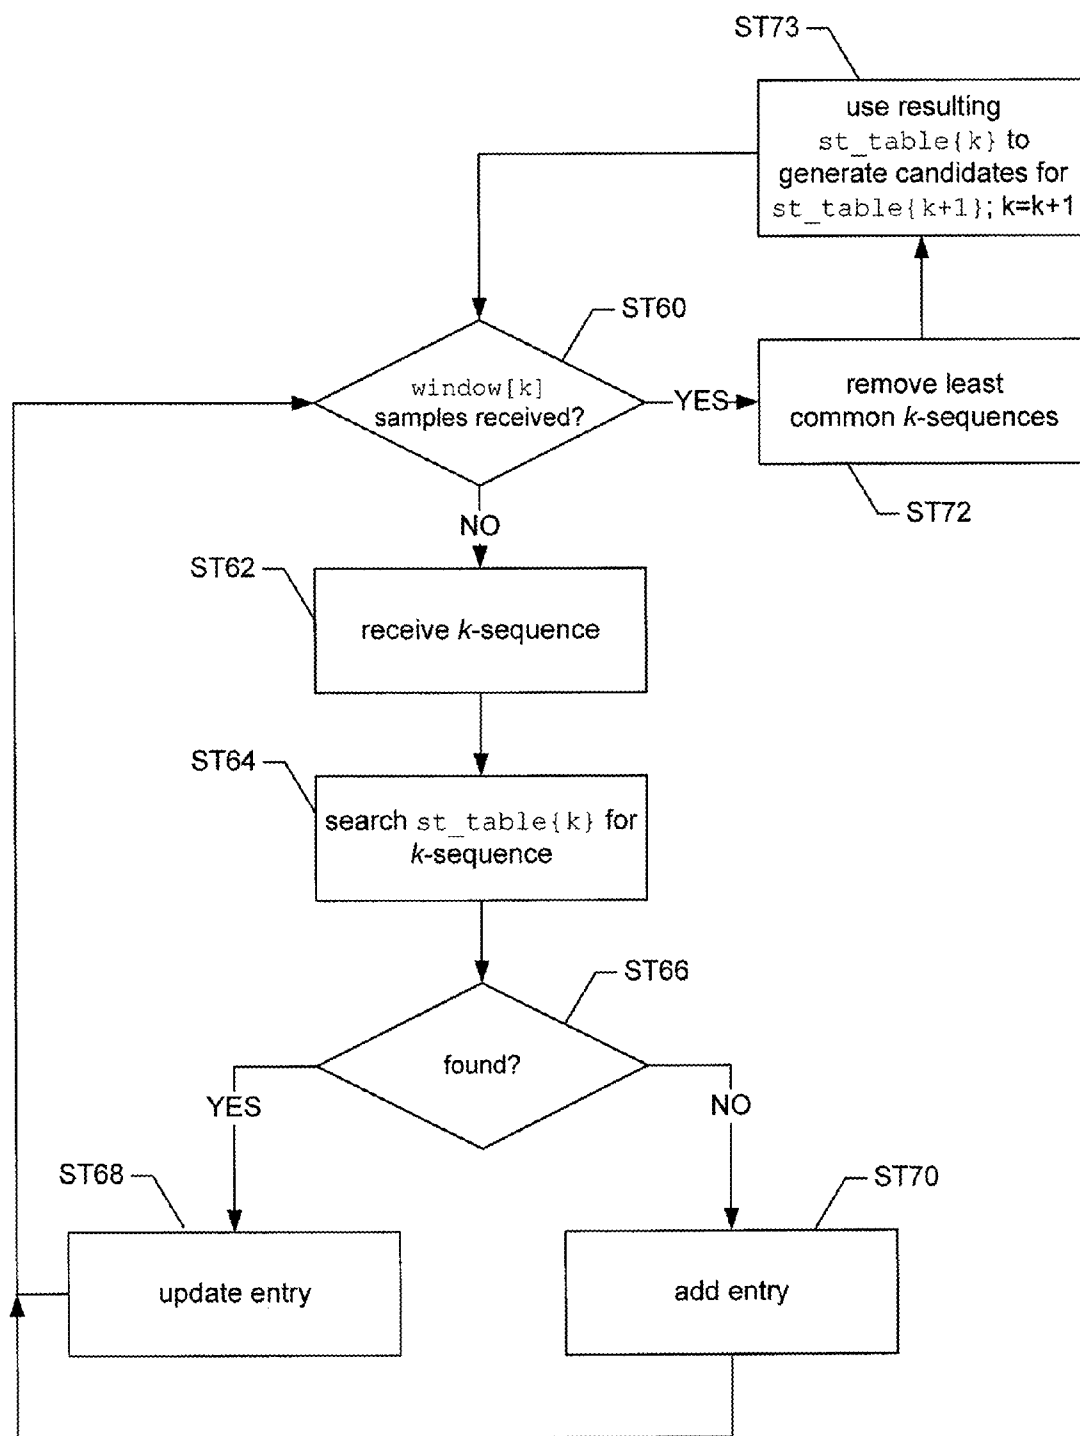 ST73
use resulting
st_table{k} to
generate candidates for
st_table{k+1}; k=k+1
ST60
window[k]
samples received?
YES
remove least
common k-sequences
ST72
NO
ST62
receive k-sequence
ST64
search st_table{k} for
k-sequence
ST66
found?
YES
NO
ST68
ST70
update entry
add entry